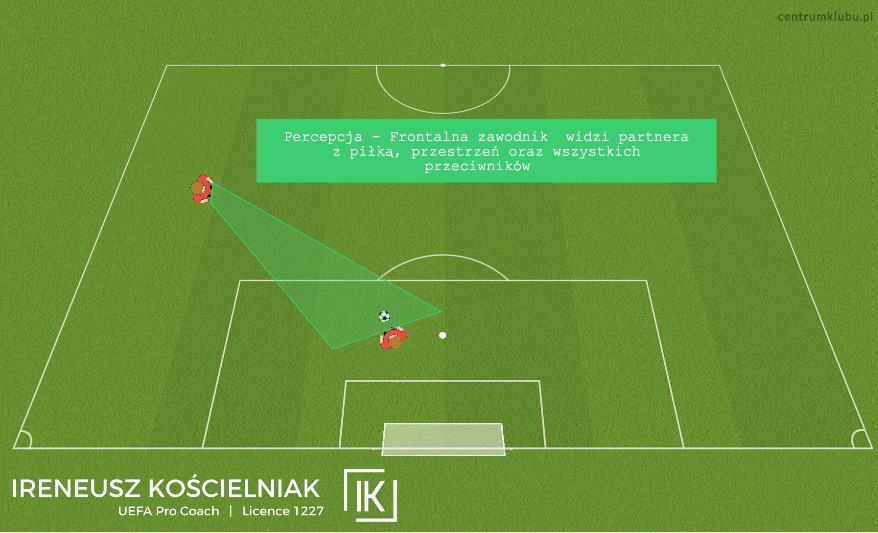 centrumklubu.pl
Percepcja - Frontalna zawodnik  widzi partnera
z piłką, przestrzeń oraz wszystkich
przeciwników
IRENEUSZ KOŚCIELNIAK
UEFA Pro Coach | Licence 1227
IK